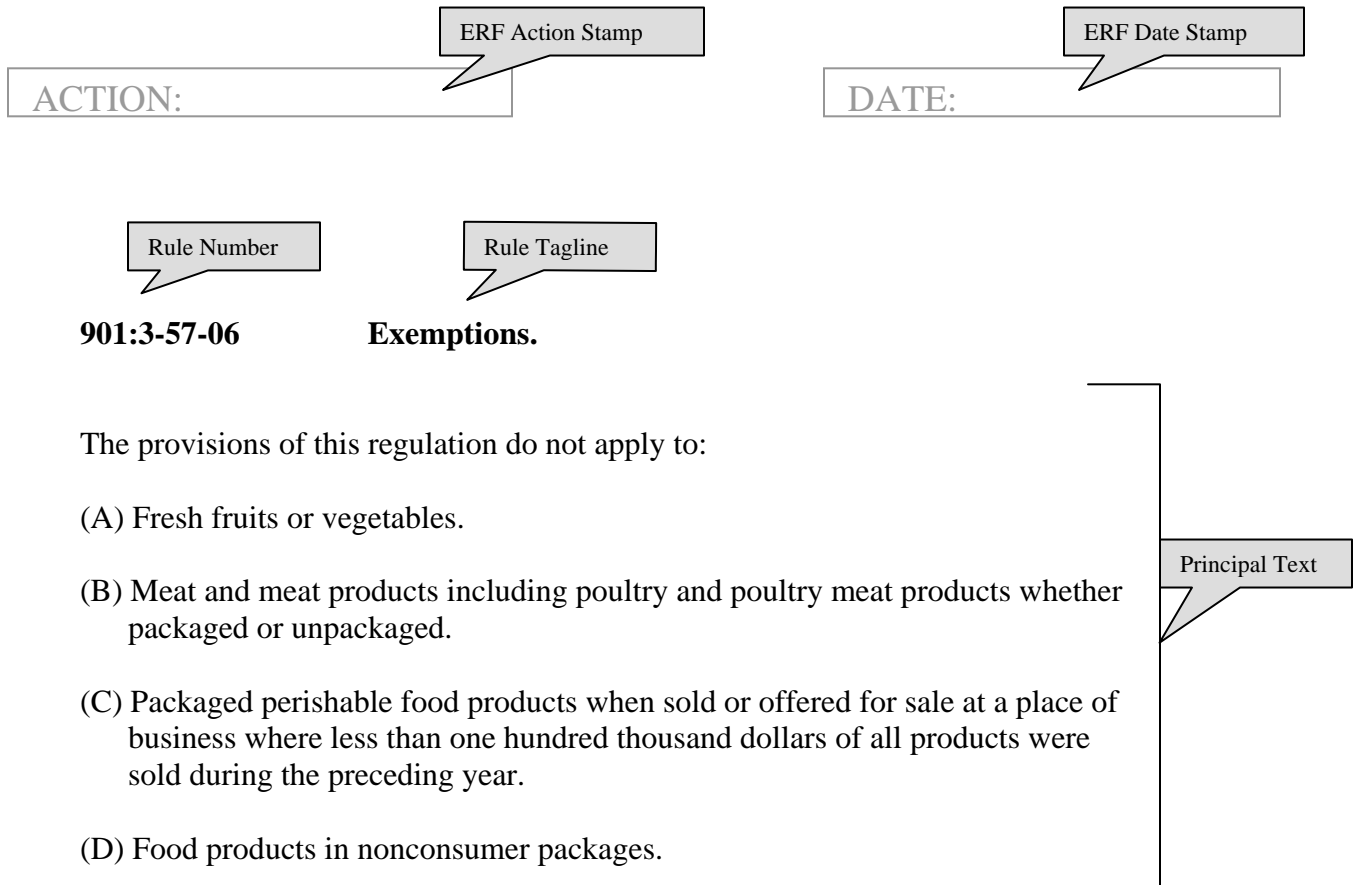 ERF Action Stamp
ERF Date Stamp
ACTION:
DATE:
Rule Number
Rule Tagline
901:3-57-06 Exemptions.
The provisions of this regulation do not apply to:
(A) Fresh fruits or vegetables.
(B) Meat and meat products including poultry and poultry meat products whether
packaged or unpackaged.
Principal Text
(C) Packaged perishable food products when sold or offered for sale at a place of
business where less than one hundred thousand dollars of all products were
sold during the preceding year.
(D) Food products in nonconsumer packages.